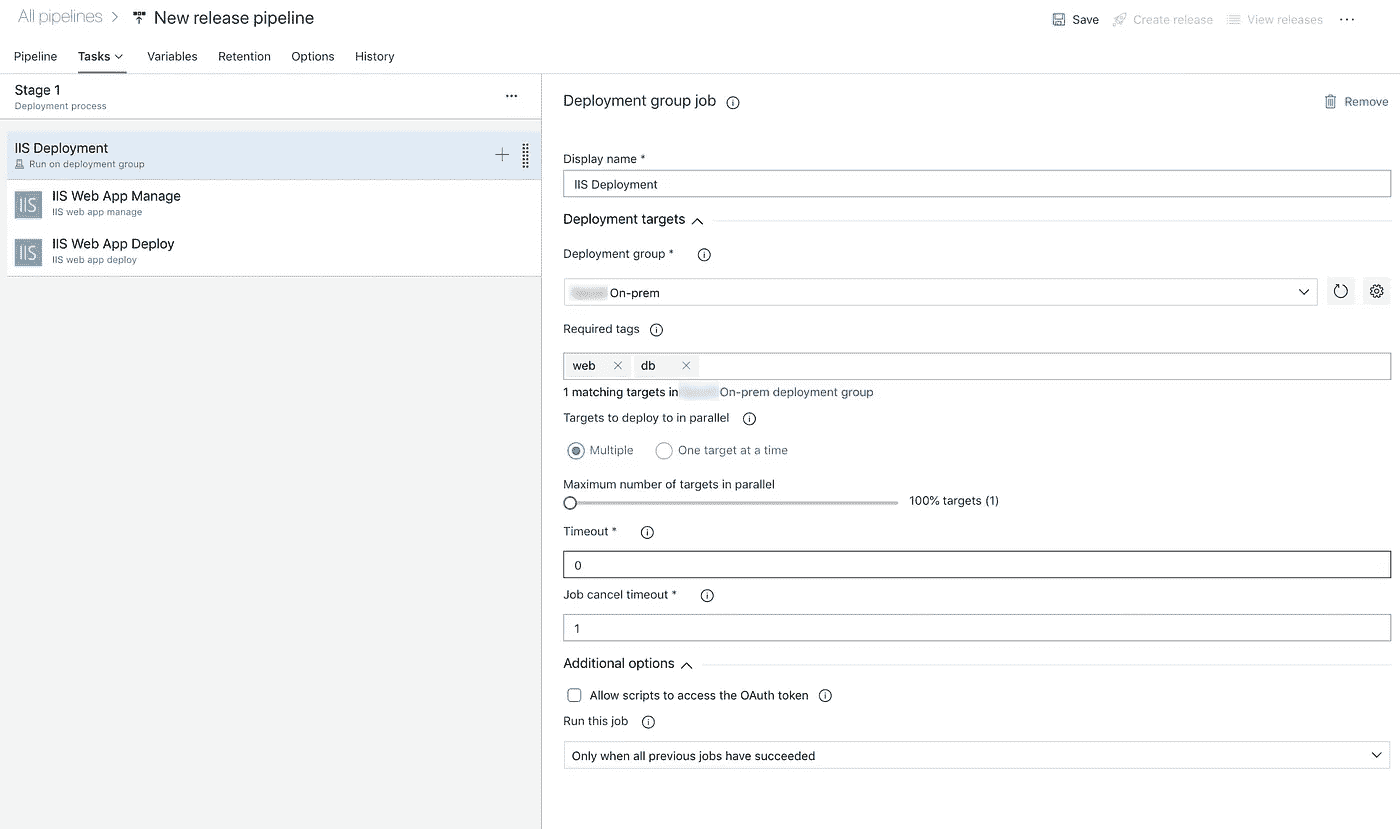 All pipelines > New release pipeline
Save Create release View releases ...
Pipeline Tasks Variables Retention Options History
Stage 1
Deployment process
IIS Deployment
Run on deployment group
IIS
IIS Web App Manage
IIS web app manage
IIS
IIS Web App Deploy
IIS web app deploy
Deployment group job
Remove
Display name *
IIS Deployment
Deployment targets
Deployment group *
On-prem
Required tags
web db
1 matching targets in On-prem deployment group
Targets to deploy to in parallel
Multiple One target at a time
Maximum number of targets in parallel
100% targets (1)
Timeout *
0
Job cancel timeout *
1
Additional options
Allow scripts to access the OAuth token
Run this job
Only when all previous jobs have succeeded